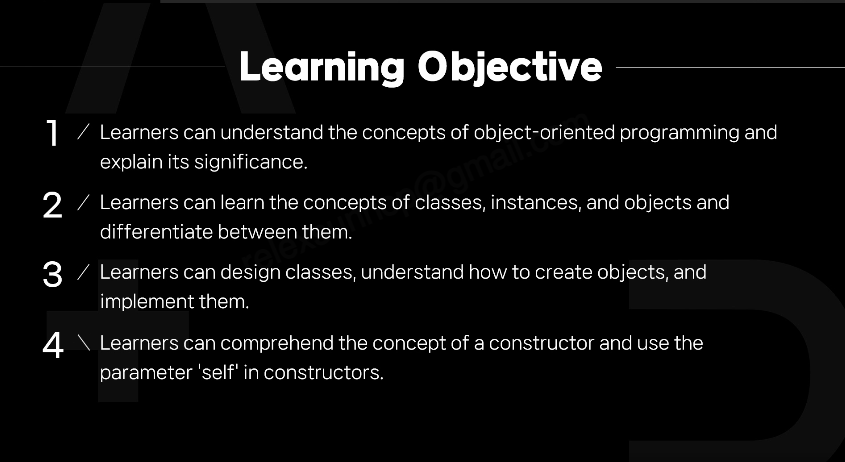 Learning Objective
1 / Learners can understand the concepts of object-oriented programming and
explain its significance.
2 / Learners can learn the concepts of classes, instances, and objects and
differentiate between them.
3 / Learners can design classes, understand how to create objects, and
implement them.
4 \ Learners can comprehend the concept of a constructor and use the
parameter 'self' in constructors.